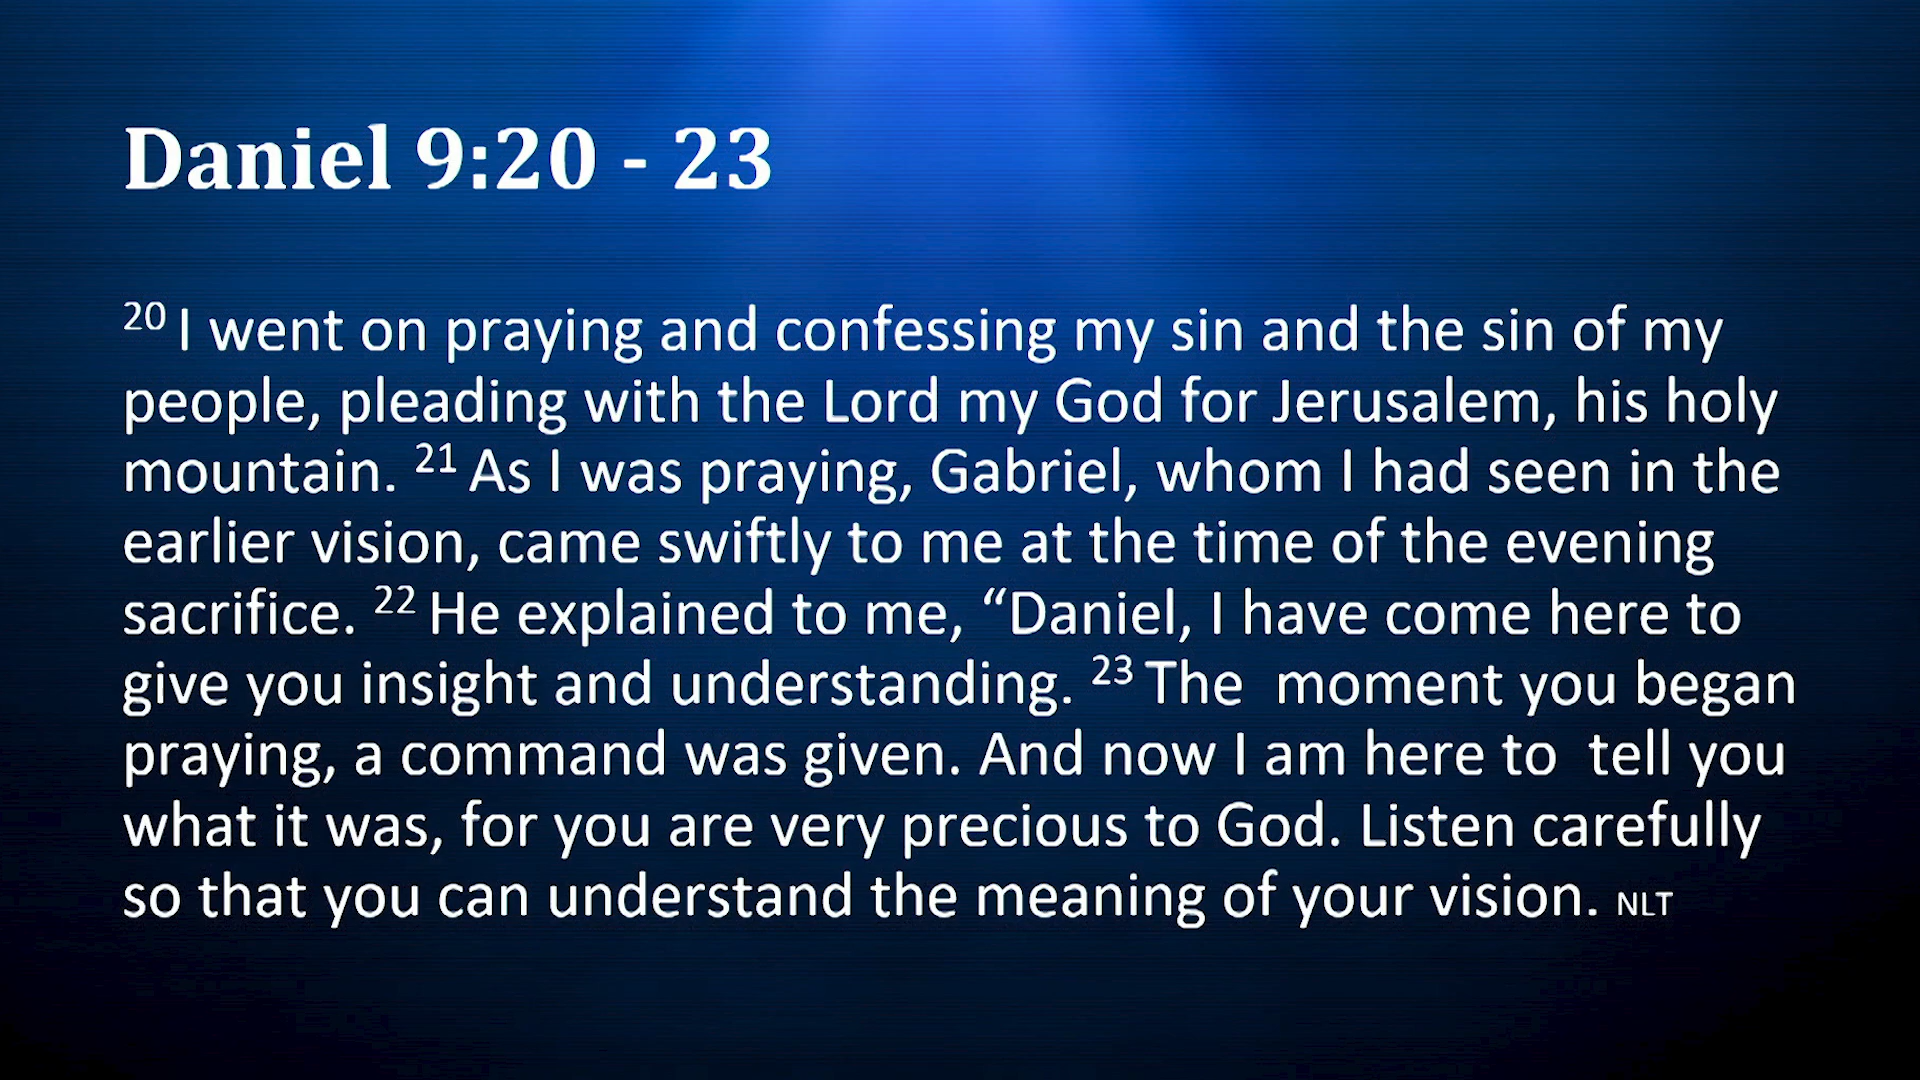 Daniel 9:20 - 23
20 I went on praying and confessing my sin and the sin of my
people, pleading with the Lord my God for Jerusalem, his holy
mountain. 21 As I was praying, Gabriel, whom I had seen in the
earlier vision, came swiftly to me at the time of the evening
sacrifice. 22 He explained to me, “Daniel, I have come here to
give you insight and understanding. 23 The moment you began
praying, a command was given. And now I am here to tell you
what it was, for you are very precious to God. Listen carefully
so that you can understand the meaning of your vision. NLT